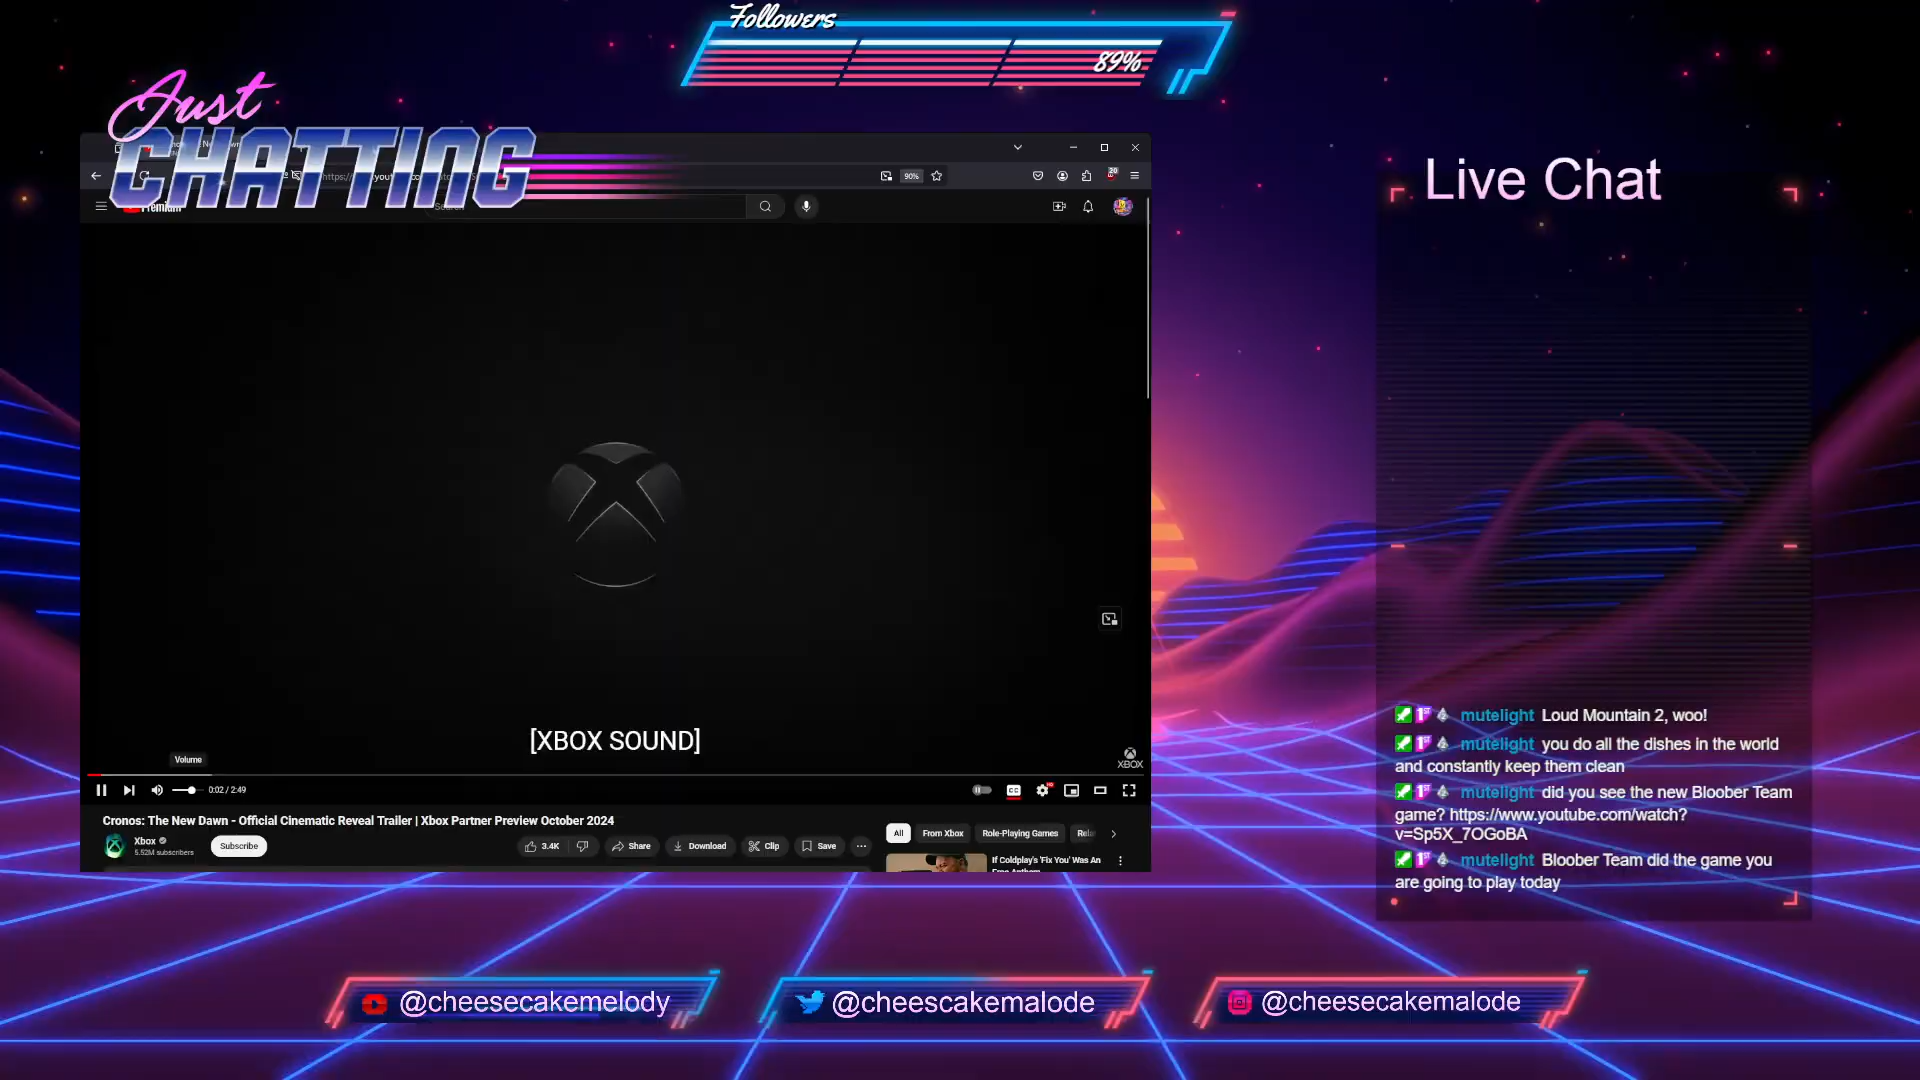 Followers
89%
Just
CHATTING
20
90%
Premium
Live Chat
[XBOX SOUND]
XBOX
Volume
0:02 / 2:49
Cronos: The New Dawn - Official Cinematic Reveal Trailer | Xbox Partner Preview October 2024
Xbox
5.52M subscribers
Subscribe
3.4K
Share
Download
Clip
Save
All
From Xbox
Role-Playing Games
If Coldplay's 'Fix You' Was An
mutelight Loud Mountain 2, woo!
mutelight you do all the dishes in the world
and constantly keep them clean
mutelight did you see the new Bloober Team
game? https://www.youtube.com/watch?
v=Sp5X_7OGoBA
mutelight Bloober Team did the game you
are going to play today
@cheesecakemelody
@cheescakemalode
@cheescakemalode